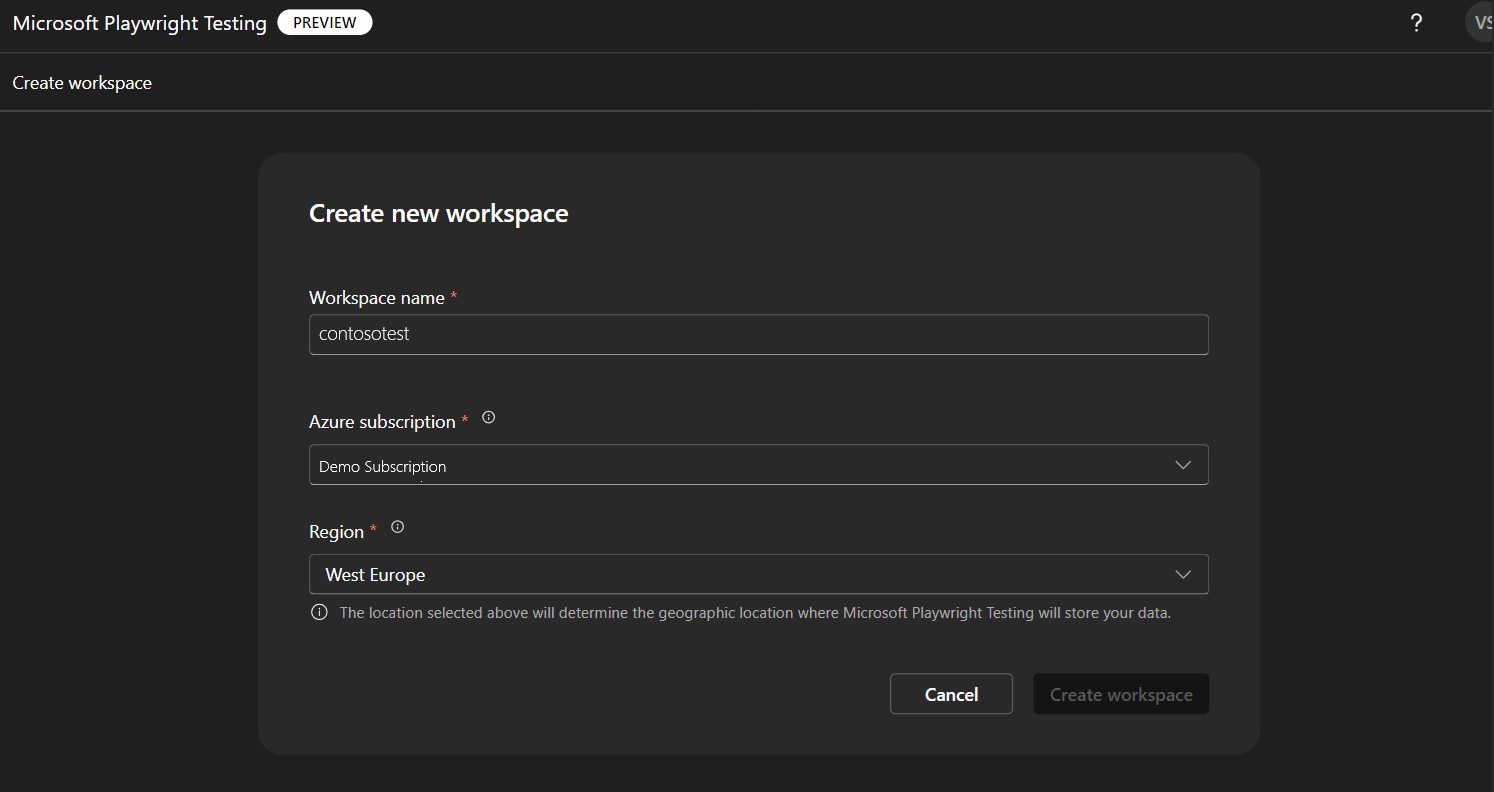 Microsoft Playwright Testing PREVIEW ? VS
Create workspace
Create new workspace
Workspace name *
contosotest
Azure subscription *
Demo Subscription
Region *
West Europe
The location selected above will determine the geographic location where Microsoft Playwright Testing will store your data.
Cancel Create workspace